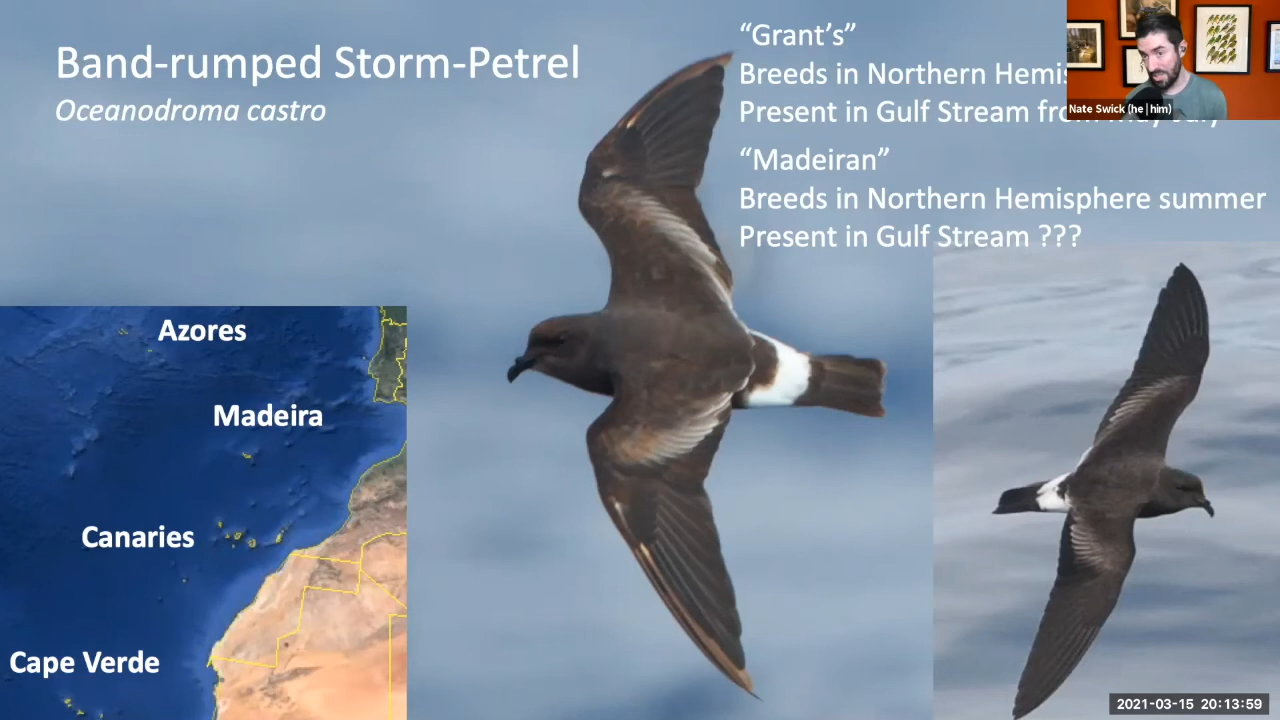 Band-rumped Storm-Petrel
Oceanodroma castro
“Grant’s”
Breeds in Northern
Present in Gulf Stream
“Madeiran”
Breeds in Northern Hemisphere summer
Present in Gulf Stream ???
Nate Swick (he | him)
Azores
Madeira
Canaries
Cape Verde
2021-03-15 20:13:59